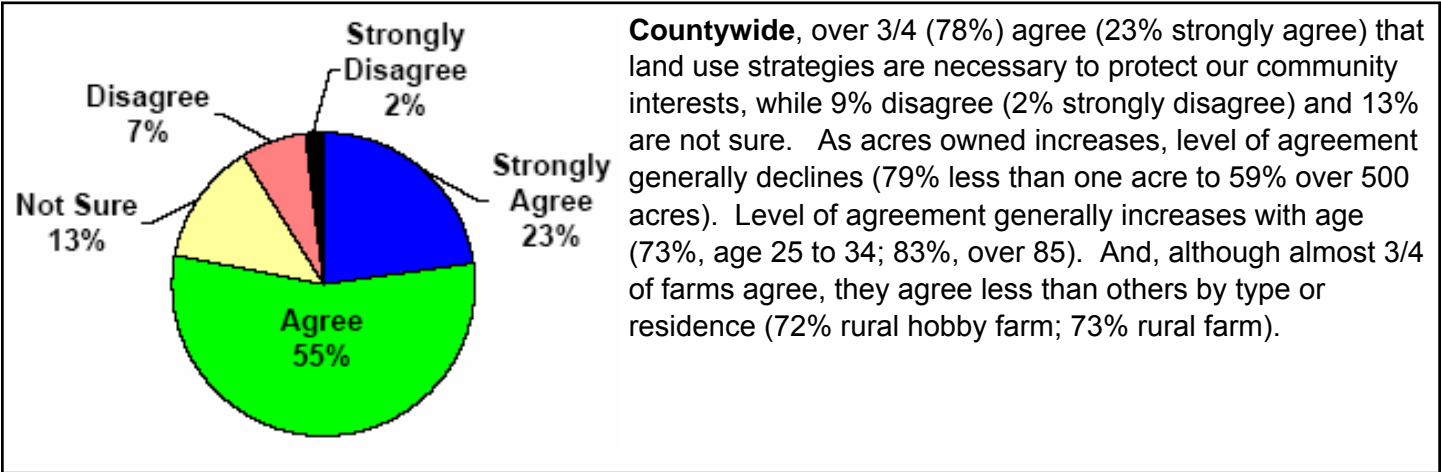 Strongly
Disagree
2%
Disagree
7%
Strongly
Agree
23%
Not Sure
13%
Agree
55%
Countywide, over 3/4 (78%) agree (23% strongly agree) that
land use strategies are necessary to protect our community
interests, while 9% disagree (2% strongly disagree) and 13%
are not sure. As acres owned increases, level of agreement
generally declines (79% less than one acre to 59% over 500
acres). Level of agreement generally increases with age
(73%, age 25 to 34; 83%, over 85). And, although almost 3/4
of farms agree, they agree less than others by type or
residence (72% rural hobby farm; 73% rural farm).